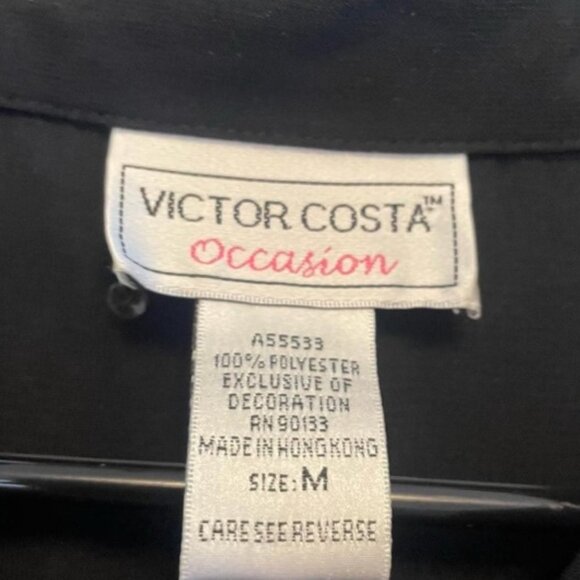 VICTOR COSTA™
Occasion
A55533
100% POLYESTER
EXCLUSIVE OF
DECORATION
RN 90133
MADE IN HONG KONG
SIZE: M
CARE SEE REVERSE